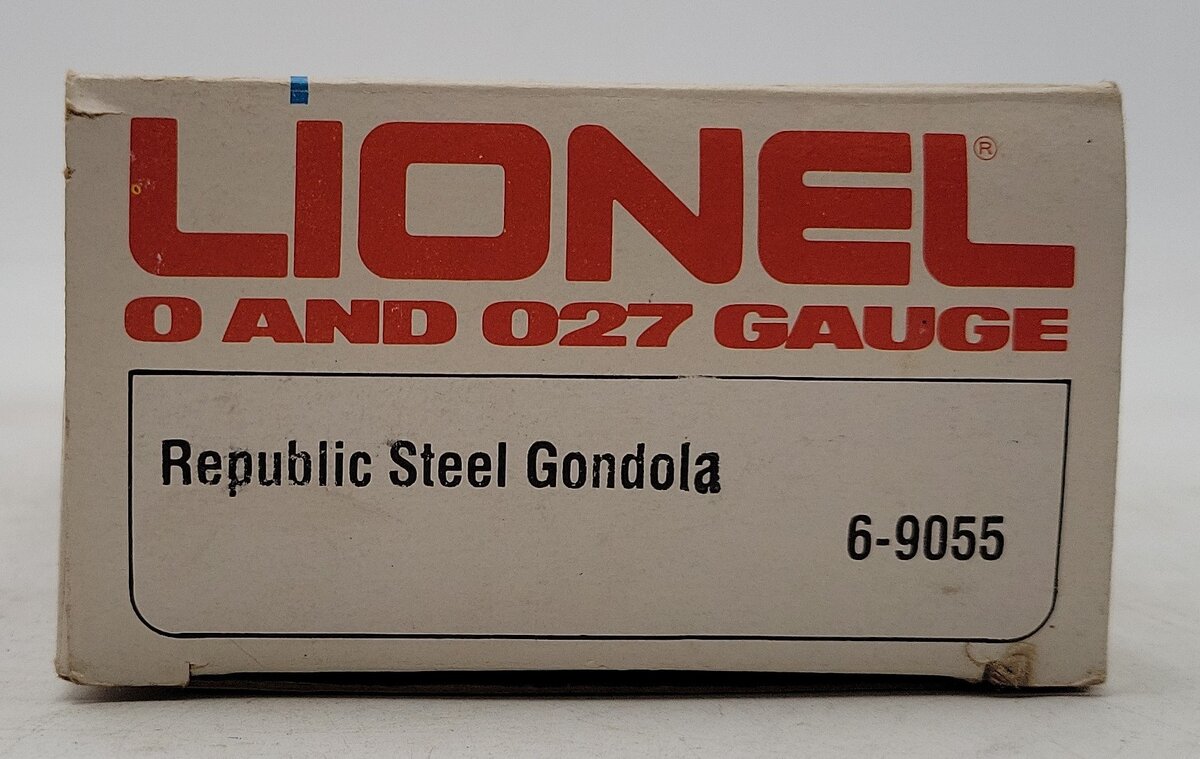 LIONEL®
O AND O27 GAUGE
Republic Steel Gondola
6-9055